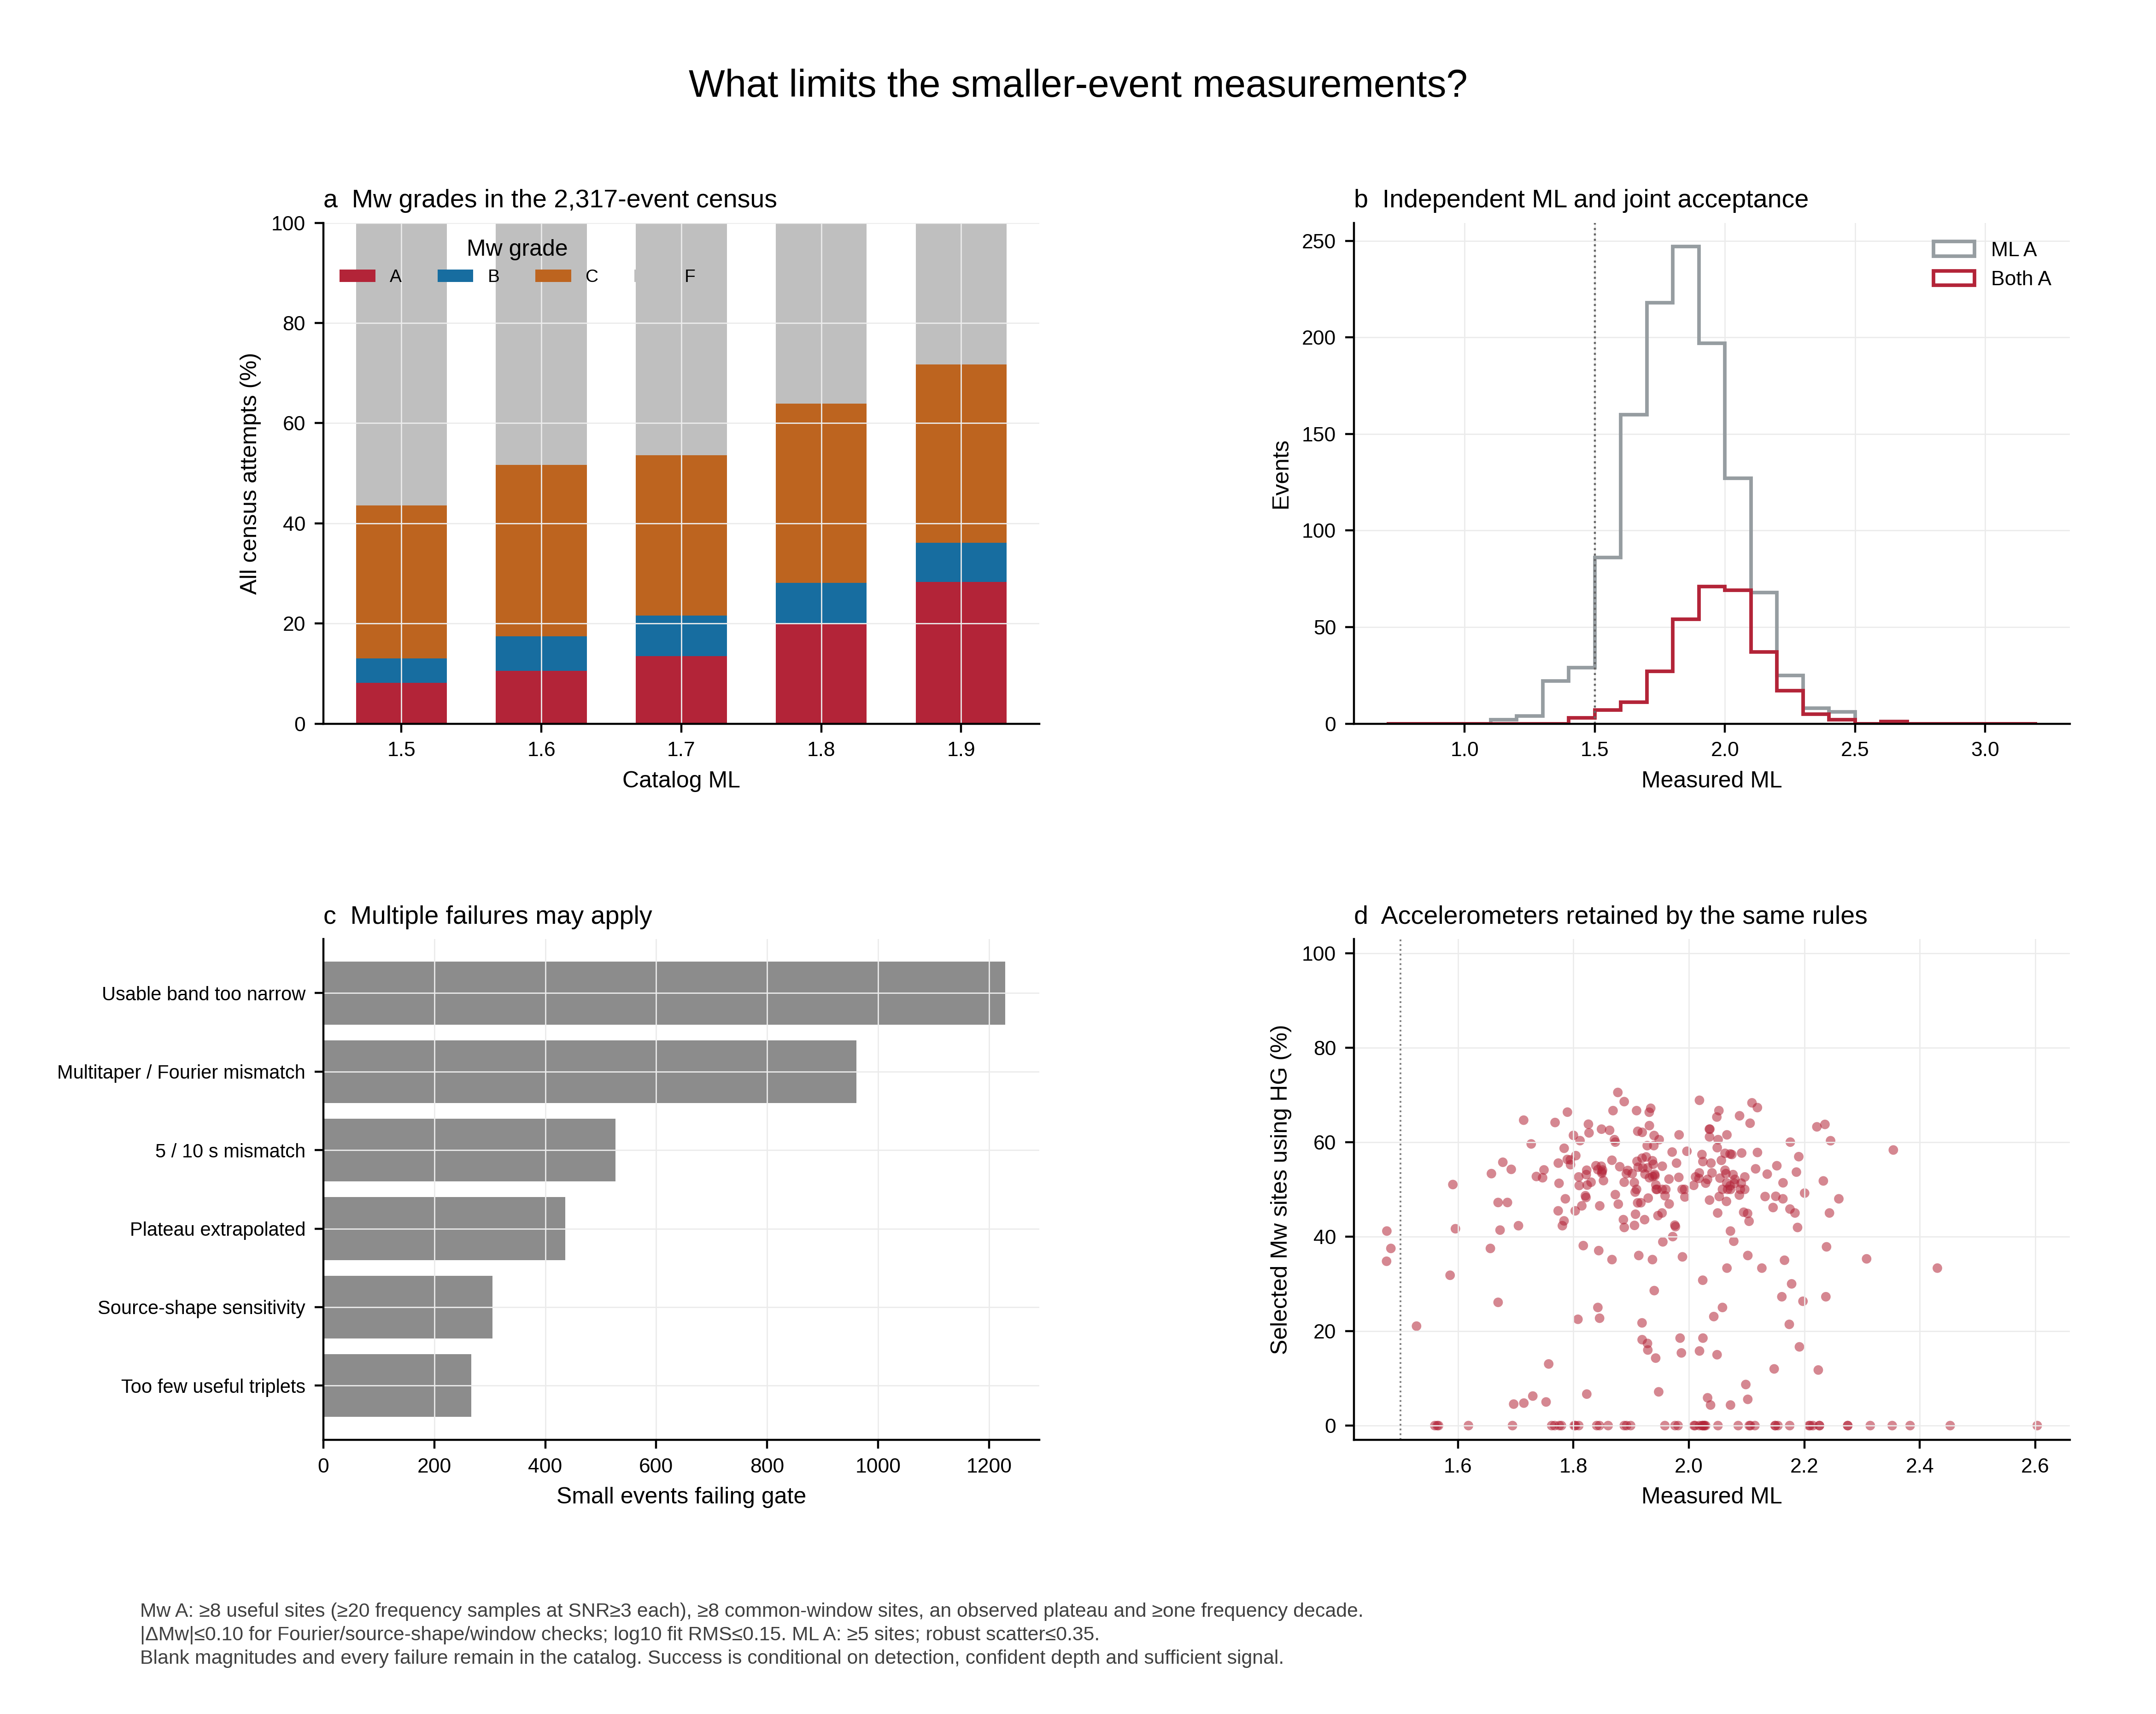 What limits the smaller-event measurements?
a  Mw grades in the 2,317-event census
Mw grade
A
B
C
F
100
80
60
40
20
0
All census attempts (%)
1.5
1.6
1.7
1.8
1.9
Catalog ML
b  Independent ML and joint acceptance
ML A
Both A
250
200
150
100
50
0
Events
1.0
1.5
2.0
2.5
3.0
Measured ML
c  Multiple failures may apply
Usable band too narrow
Multitaper / Fourier mismatch
5 / 10 s mismatch
Plateau extrapolated
Source-shape sensitivity
Too few useful triplets
0
200
400
600
800
1000
1200
Small events failing gate
d  Accelerometers retained by the same rules
100
80
60
40
20
0
Selected Mw sites using HG (%)
1.6
1.8
2.0
2.2
2.4
2.6
Measured ML
Mw A: ≥8 useful sites (≥20 frequency samples at SNR≥3 each), ≥8 common-window sites, an observed plateau and ≥one frequency decade.
|ΔMw|≤0.10 for Fourier/source-shape/window checks; log10 fit RMS≤0.15. ML A: ≥5 sites; robust scatter≤0.35.
Blank magnitudes and every failure remain in the catalog. Success is conditional on detection, confident depth and sufficient signal.